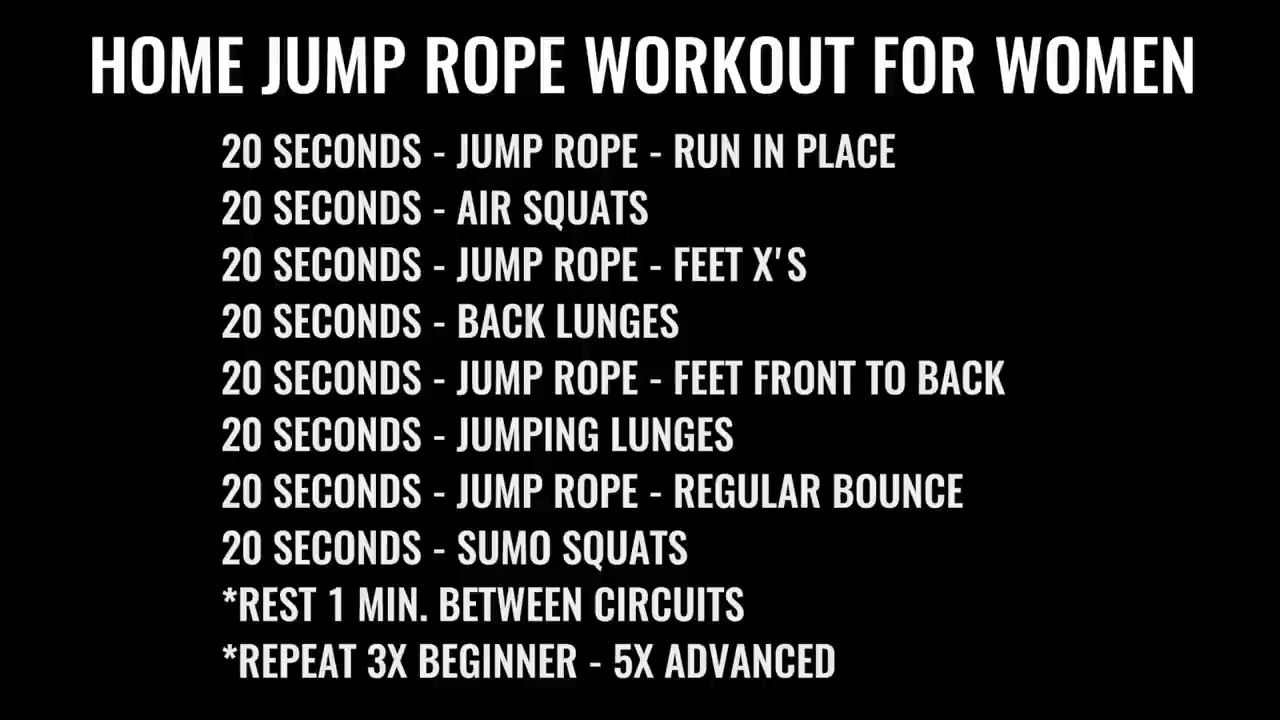 HOME JUMP ROPE WORKOUT FOR WOMEN
20 SECONDS - JUMP ROPE - RUN IN PLACE
20 SECONDS - AIR SQUATS
20 SECONDS - JUMP ROPE - FEET X'S
20 SECONDS - BACK LUNGES
20 SECONDS - JUMP ROPE - FEET FRONT TO BACK
20 SECONDS - JUMPING LUNGES
20 SECONDS - JUMP ROPE - REGULAR BOUNCE
20 SECONDS - SUMO SQUATS
*REST 1 MIN. BETWEEN CIRCUITS
*REPEAT 3X BEGINNER - 5X ADVANCED